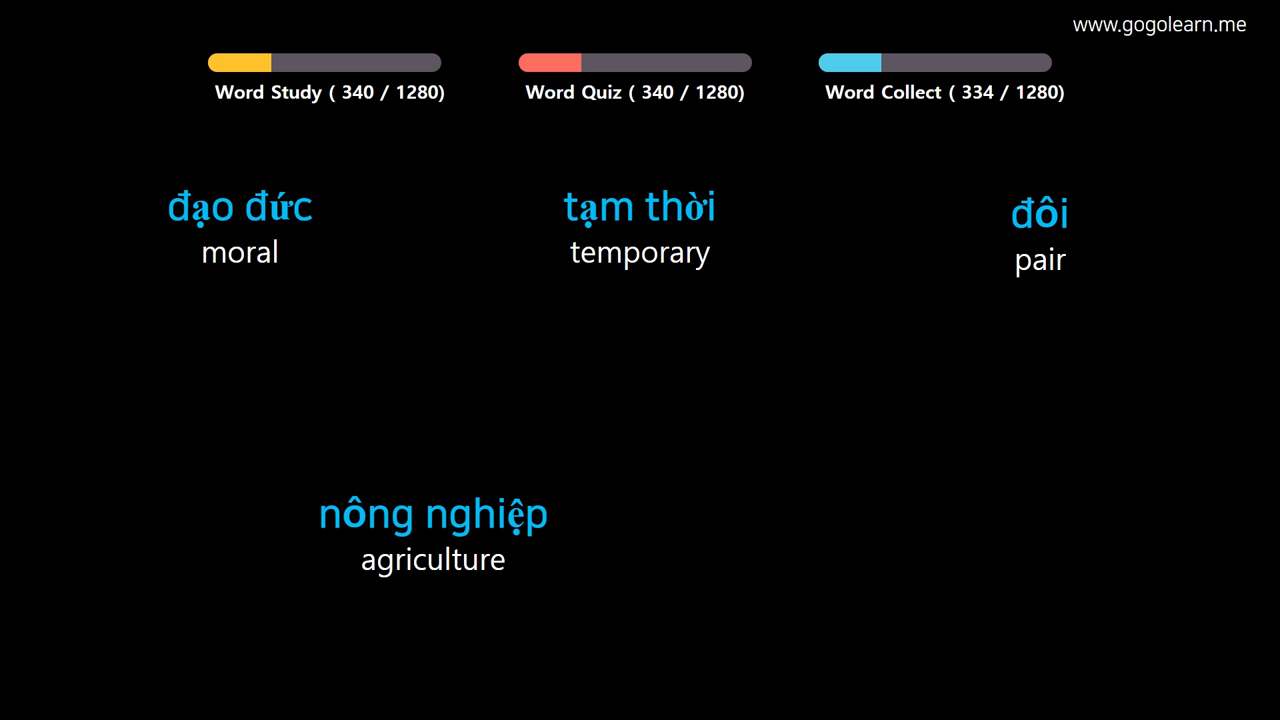 www.gogolearn.me
Word Study ( 340 / 1280)
Word Quiz ( 340 / 1280)
Word Collect ( 334 / 1280)
đạo đức
moral
tạm thời
temporary
đôi
pair
nông nghiệp
agriculture